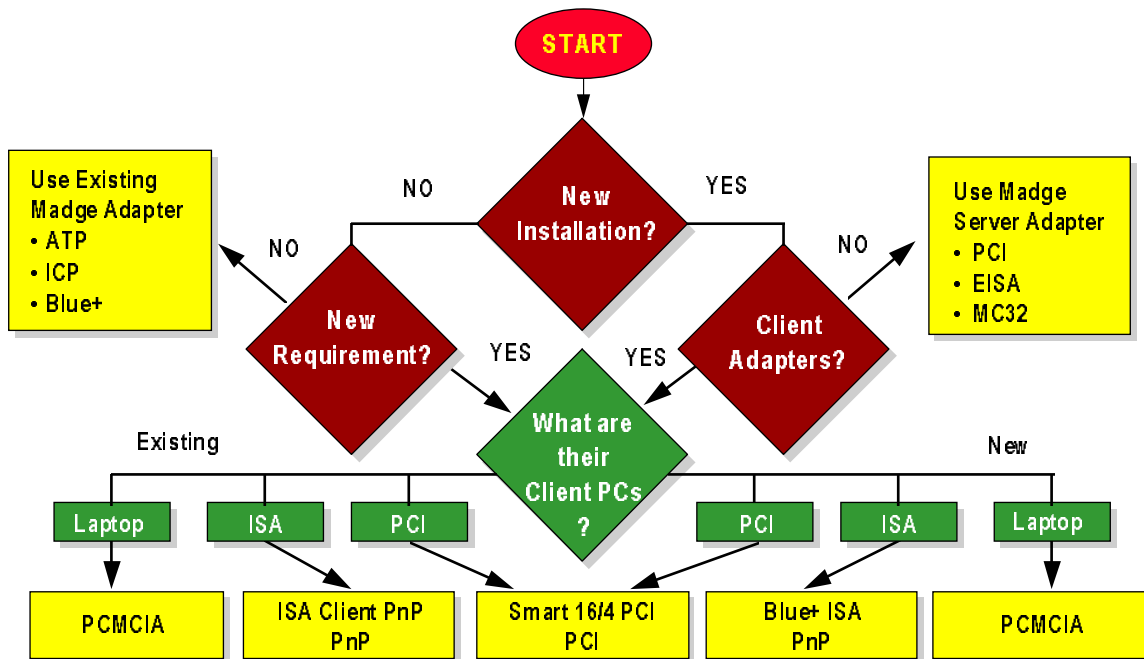 START
New
Installation?
NO
YES
Use Existing
Madge Adapter
• ATP
• ICP
• Blue+
NO
New
Requirement?
YES
Use Madge
Server Adapter
• PCI
• EISA
• MC32
NO
Client
Adapters?
YES
What are
their
Client PCs
?
Existing
New
Laptop
ISA
PCI
PCI
ISA
Laptop
PCMCIA
ISA Client PnP
PnP
Smart 16/4 PCI
PCI
Blue+ ISA
PnP
PCMCIA